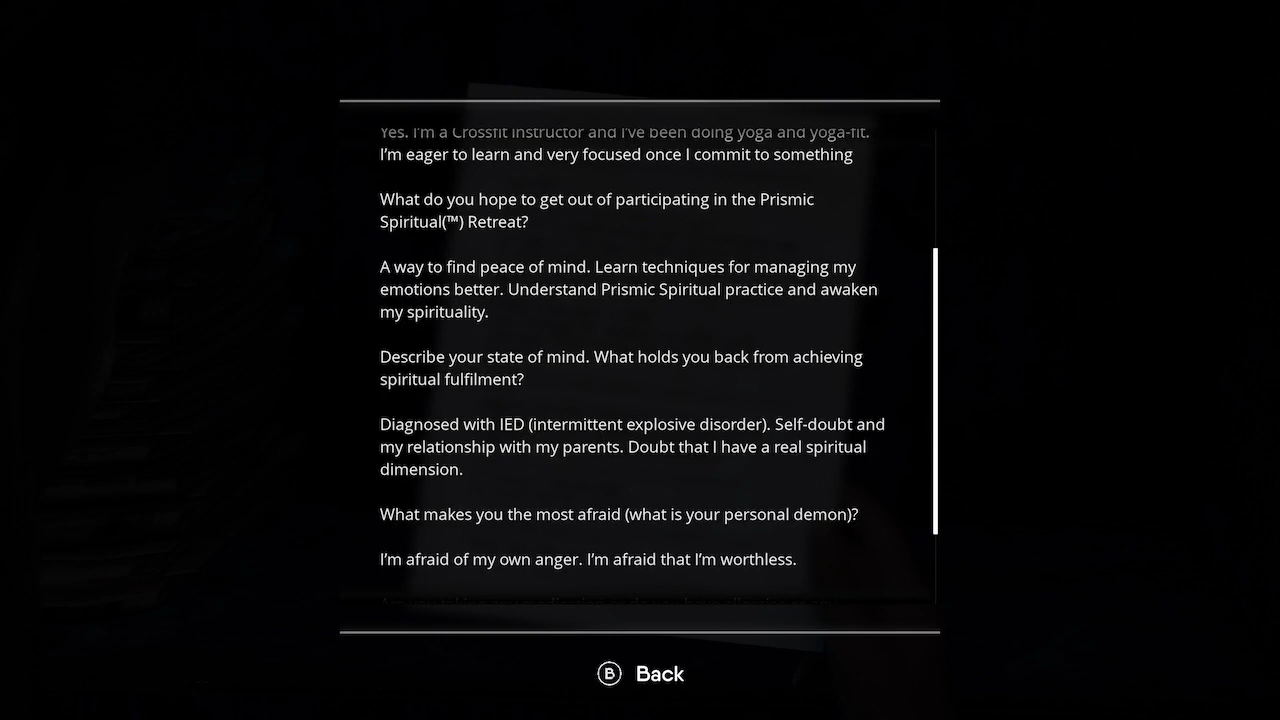 Yes. I'm a Crossfit instructor and I've been doing yoga and yoga-fit.
I'm eager to learn and very focused once I commit to something
What do you hope to get out of participating in the Prismic
Spiritual(™) Retreat?
A way to find peace of mind. Learn techniques for managing my
emotions better. Understand Prismic Spiritual practice and awaken
my spirituality.
Describe your state of mind. What holds you back from achieving
spiritual fulfilment?
Diagnosed with IED (intermittent explosive disorder). Self-doubt and
my relationship with my parents. Doubt that I have a real spiritual
dimension.
What makes you the most afraid (what is your personal demon)?
I'm afraid of my own anger. I'm afraid that I'm worthless.
B Back